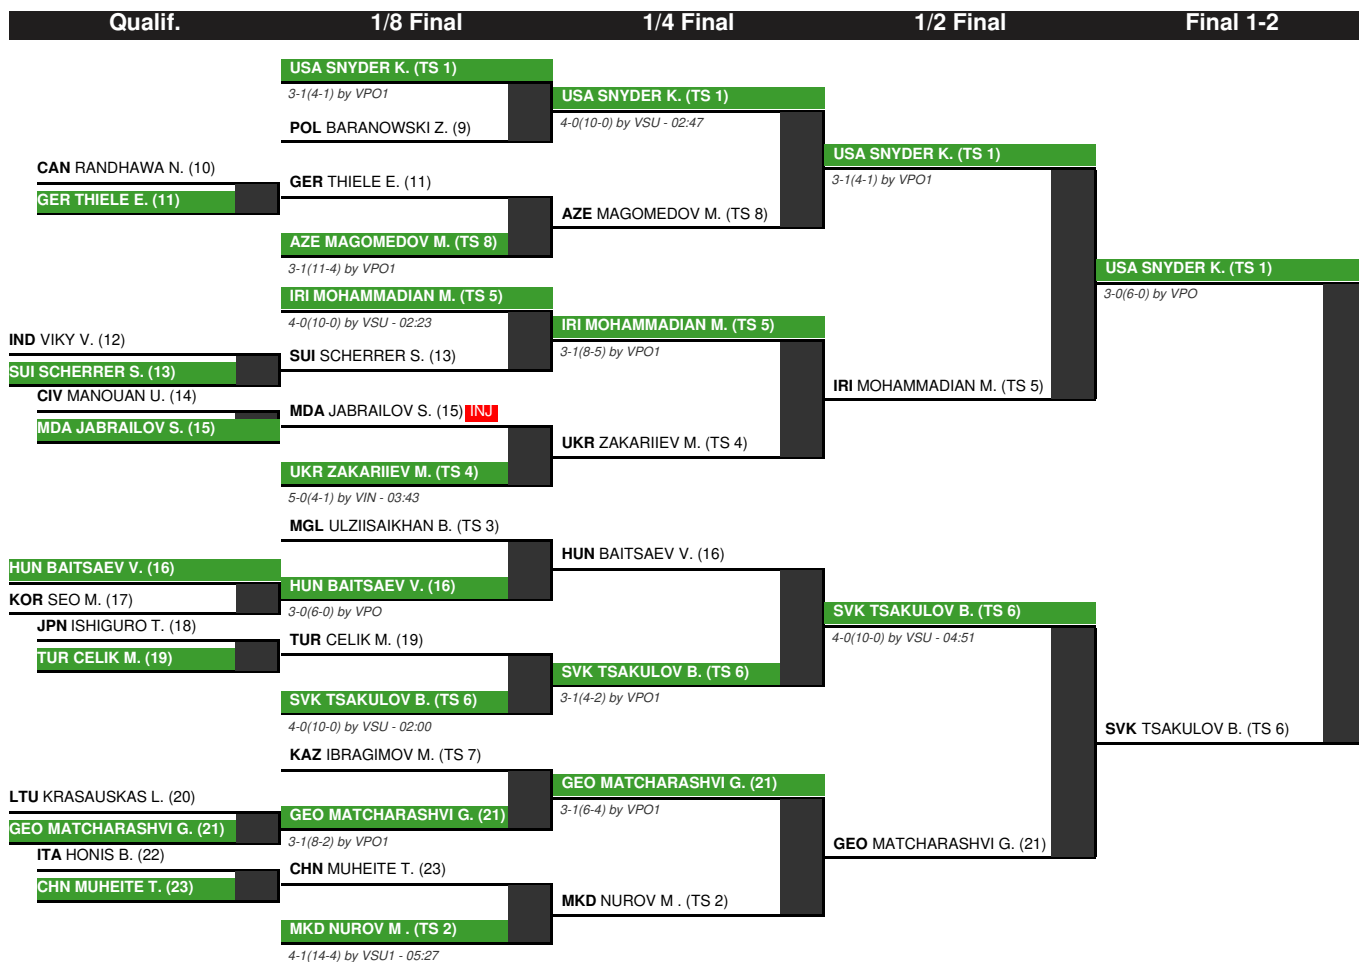 Qualif.
1/8 Final
1/4 Final
1/2 Final
Final 1-2
USA SNYDER K. (TS 1)
3-1(4-1) by VPO1
POL BARANOWSKI Z. (9)
CAN RANDHAWA N. (10)
GER THIELE E. (11)
GER THIELE E. (11)
AZE MAGOMEDOV M. (TS 8)
3-1(11-4) by VPO1
IRI MOHAMMADIAN M. (TS 5)
4-0(10-0) by VSU - 02:23
IND VIKY V. (12)
SUI SCHERRER S. (13)
SUI SCHERRER S. (13)
CIV MANOUAN U. (14)
MDA JABRAILOV S. (15)
MDA JABRAILOV S. (15) INJ
UKR ZAKARIIEV M. (TS 4)
5-0(4-1) by VIN - 03:43
MGL ULZIISAIKHAN B. (TS 3)
HUN BAITSAEV V. (16)
KOR SEO M. (17)
HUN BAITSAEV V. (16)
3-0(6-0) by VPO
JPN ISHIGURO T. (18)
TUR CELIK M. (19)
TUR CELIK M. (19)
SVK TSAKULOV B. (TS 6)
4-0(10-0) by VSU - 02:00
KAZ IBRAGIMOV M. (TS 7)
LTU KRASAUSKAS L. (20)
GEO MATCHARASHVI G. (21)
GEO MATCHARASHVI G. (21)
3-1(8-2) by VPO1
ITA HONIS B. (22)
CHN MUHEITE T. (23)
CHN MUHEITE T. (23)
MKD NUROV M . (TS 2)
4-1(14-4) by VSU1 - 05:27
USA SNYDER K. (TS 1)
4-0(10-0) by VSU - 02:47
AZE MAGOMEDOV M. (TS 8)
IRI MOHAMMADIAN M. (TS 5)
3-1(8-5) by VPO1
UKR ZAKARIIEV M. (TS 4)
HUN BAITSAEV V. (16)
SVK TSAKULOV B. (TS 6)
3-1(4-2) by VPO1
GEO MATCHARASHVI G. (21)
3-1(6-4) by VPO1
MKD NUROV M . (TS 2)
USA SNYDER K. (TS 1)
3-1(4-1) by VPO1
IRI MOHAMMADIAN M. (TS 5)
SVK TSAKULOV B. (TS 6)
4-0(10-0) by VSU - 04:51
GEO MATCHARASHVI G. (21)
USA SNYDER K. (TS 1)
3-0(6-0) by VPO
SVK TSAKULOV B. (TS 6)